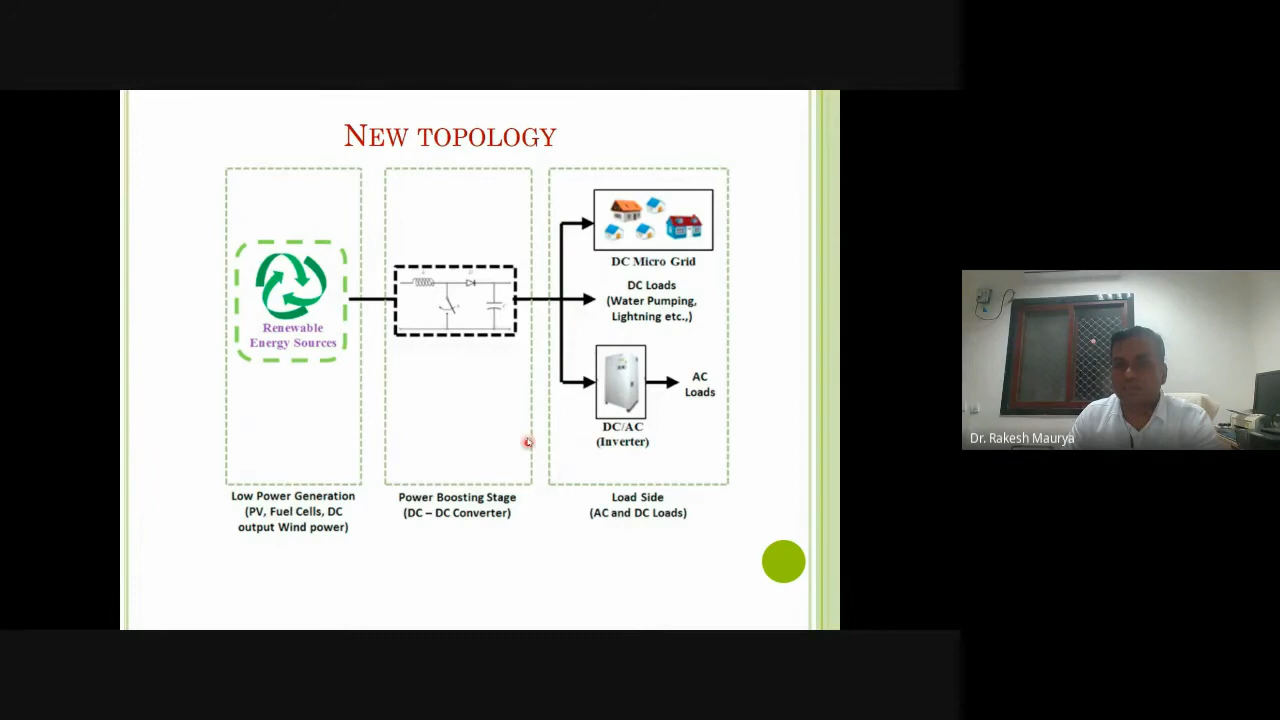 NEW TOPOLOGY
Renewable
Energy Sources
DC Micro Grid
DC Loads
(Water Pumping,
Lightning etc.,)
AC
Loads
DC/AC
(Inverter)
Low Power Generation
(PV, Fuel Cells, DC
output Wind power)
Power Boosting Stage
(DC – DC Converter)
Load Side
(AC and DC Loads)
Dr. Rakesh Maurya